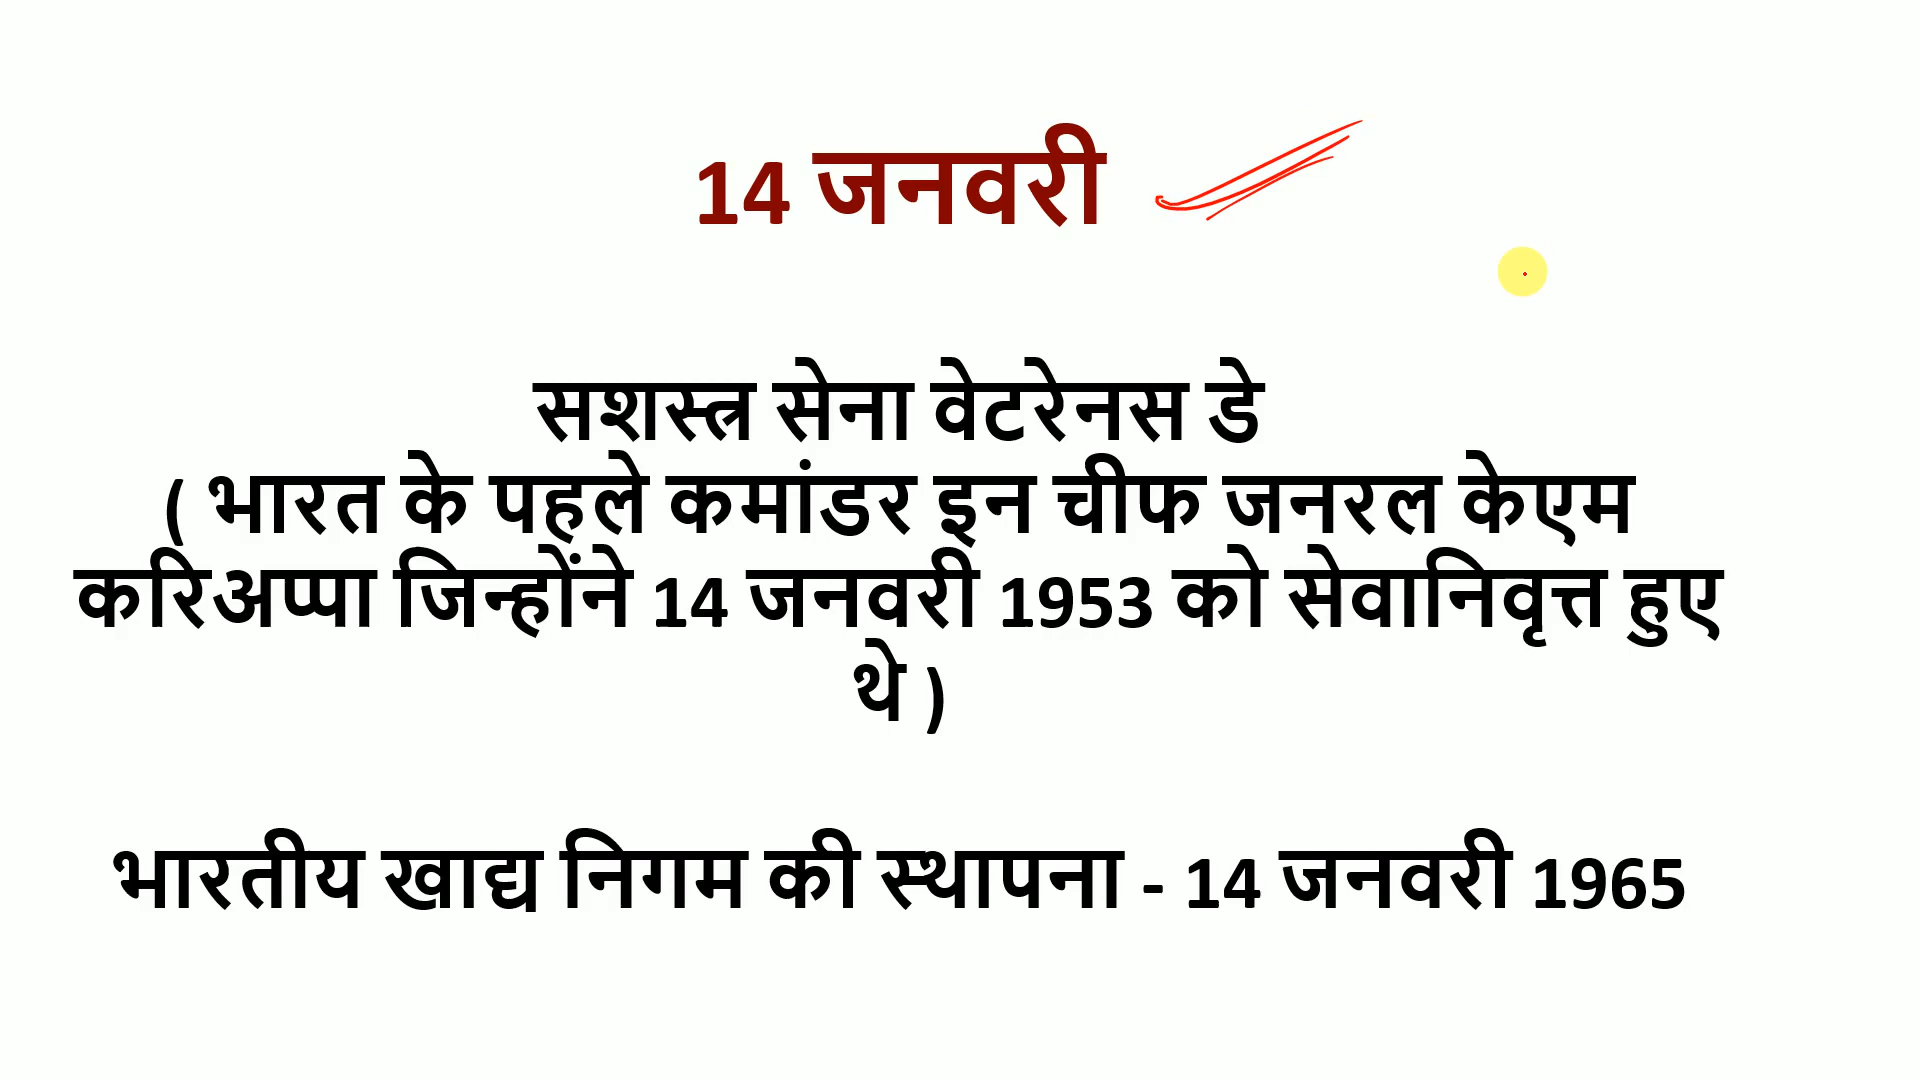 14 जनवरी
सशस्त्र सेना वेटरेनस डे
( भारत के पहले कमांडर इन चीफ जनरल केएम
करिअप्पा जिन्होंने 14 जनवरी 1953 को सेवानिवृत्त हुए
थे )
भारतीय खाद्य निगम की स्थापना - 14 जनवरी 1965